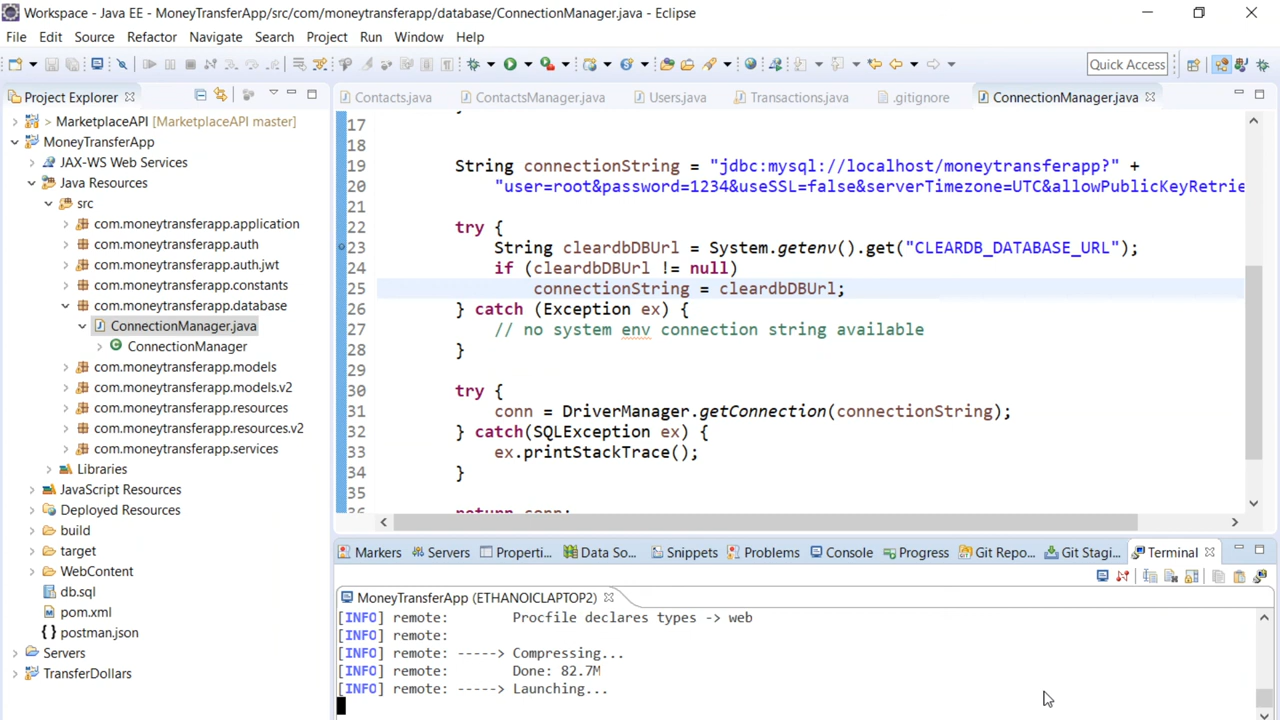 Workspace - Java EE - MoneyTransferApp/src/com/moneytransferapp/database/ConnectionManager.java - Eclipse
File Edit Source Refactor Navigate Search Project Run Window Help
Quick Access
Project Explorer
> MarketplaceAPI [MarketplaceAPI master]
MoneyTransferApp
JAX-WS Web Services
Java Resources
src
com.moneytransferapp.application
com.moneytransferapp.auth
com.moneytransferapp.auth.jwt
com.moneytransferapp.constants
com.moneytransferapp.database
ConnectionManager.java
ConnectionManager
com.moneytransferapp.models
com.moneytransferapp.models.v2
com.moneytransferapp.resources
com.moneytransferapp.resources.v2
com.moneytransferapp.services
Libraries
JavaScript Resources
Deployed Resources
build
target
WebContent
db.sql
pom.xml
postman.json
Servers
TransferDollars
Contacts.java ContactsManager.java Users.java Transactions.java .gitignore ConnectionManager.java
17
18
19 String connectionString = "jdbc:mysql://localhost/moneytransferapp?" +
20 "user=root&password=1234&useSSL=false&serverTimezone=UTC&allowPublicKeyRetrie
21
22 try {
23 String cleardbDBUrl = System.getenv().get("CLEARDB_DATABASE_URL");
24 if (cleardbDBUrl != null)
25 connectionString = cleardbDBUrl;
26 } catch (Exception ex) {
27 // no system env connection string available
28 }
29
30 try {
31 conn = DriverManager.getConnection(connectionString);
32 } catch(SQLException ex) {
33 ex.printStackTrace();
34 }
35
36 return conn;
Markers Servers Properti... Data So... Snippets Problems Console Progress Git Repo... Git Stagi... Terminal
MoneyTransferApp (ETHANOICLAPTOP2)
[INFO] remote: Procfile declares types -> web
[INFO] remote:
[INFO] remote: -----> Compressing...
[INFO] remote: Done: 82.7M
[INFO] remote: -----> Launching...